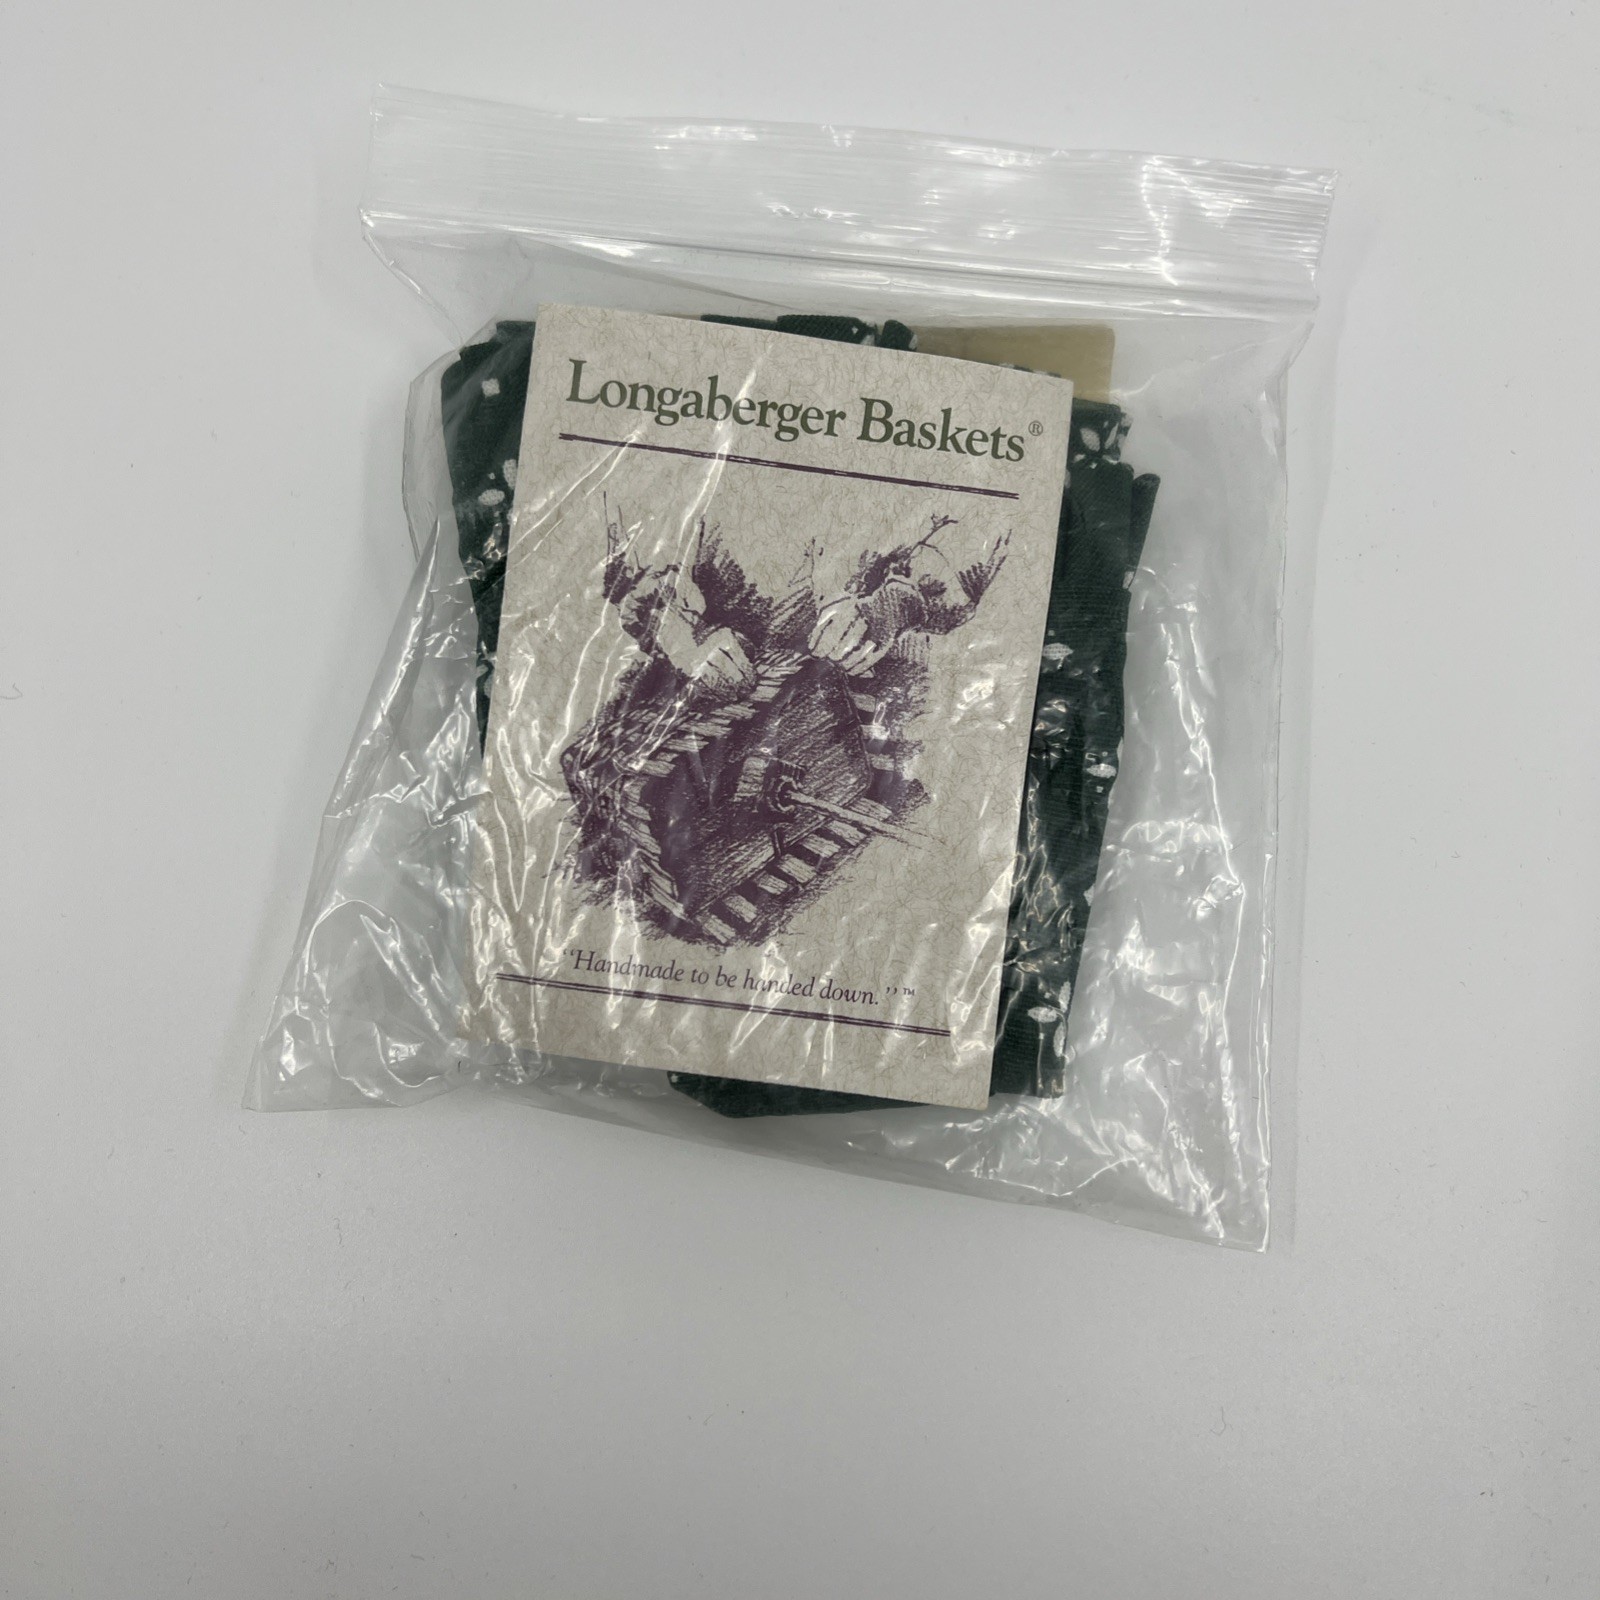 Longaberger Baskets®
“Handmade to be handed down.”™